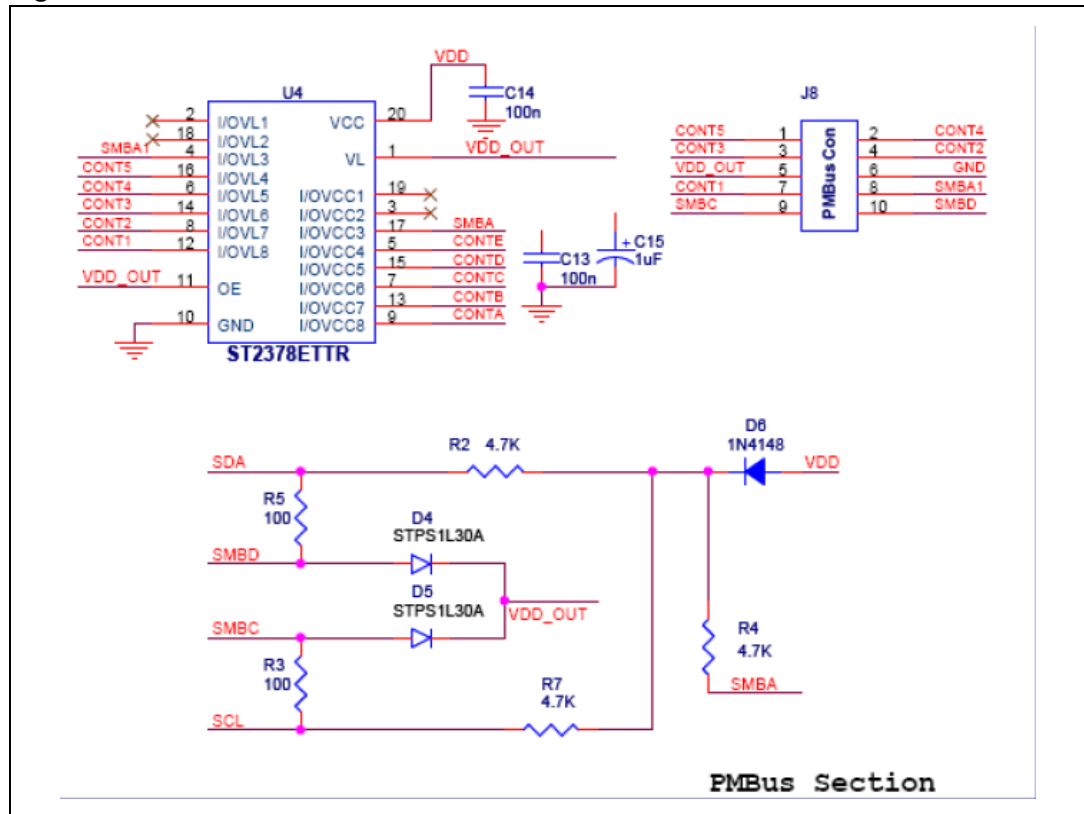 VDD
U4
C14
100n
2 I/OVL1 VCC 20
18 I/OVL2
SMBA1 4 I/OVL3 VL 1 VDD_OUT
CONT5 16 I/OVL4
CONT4 6 I/OVL5 I/OVCC1 19
CONT3 14 I/OVL6 I/OVCC2 3
CONT2 8 I/OVL7 I/OVCC3 17 SMBA
CONT1 12 I/OVL8 I/OVCC4 5 CONTE
I/OVCC5 15 CONTD
VDD_OUT 11 OE I/OVCC6 7 CONTC
I/OVCC7 13 CONTB
10 GND I/OVCC8 9 CONTA
ST2378ETTR
C13
100n
+ C15
1uF
J8
CONT5 1 2 CONT4
CONT3 3 4 CONT2
VDD_OUT 5 6 GND
CONT1 7 8 SMBA1
SMBC 9 10 SMBD
PMBus Con
D6
1N4148
R2 4.7K
SDA
VDD
R5
100
D4
STPS1L30A
SMBD
D5
STPS1L30A
VDD_OUT
SMBC
R4
4.7K
R3
100
R7
4.7K
SMBA
SCL
PMBus Section